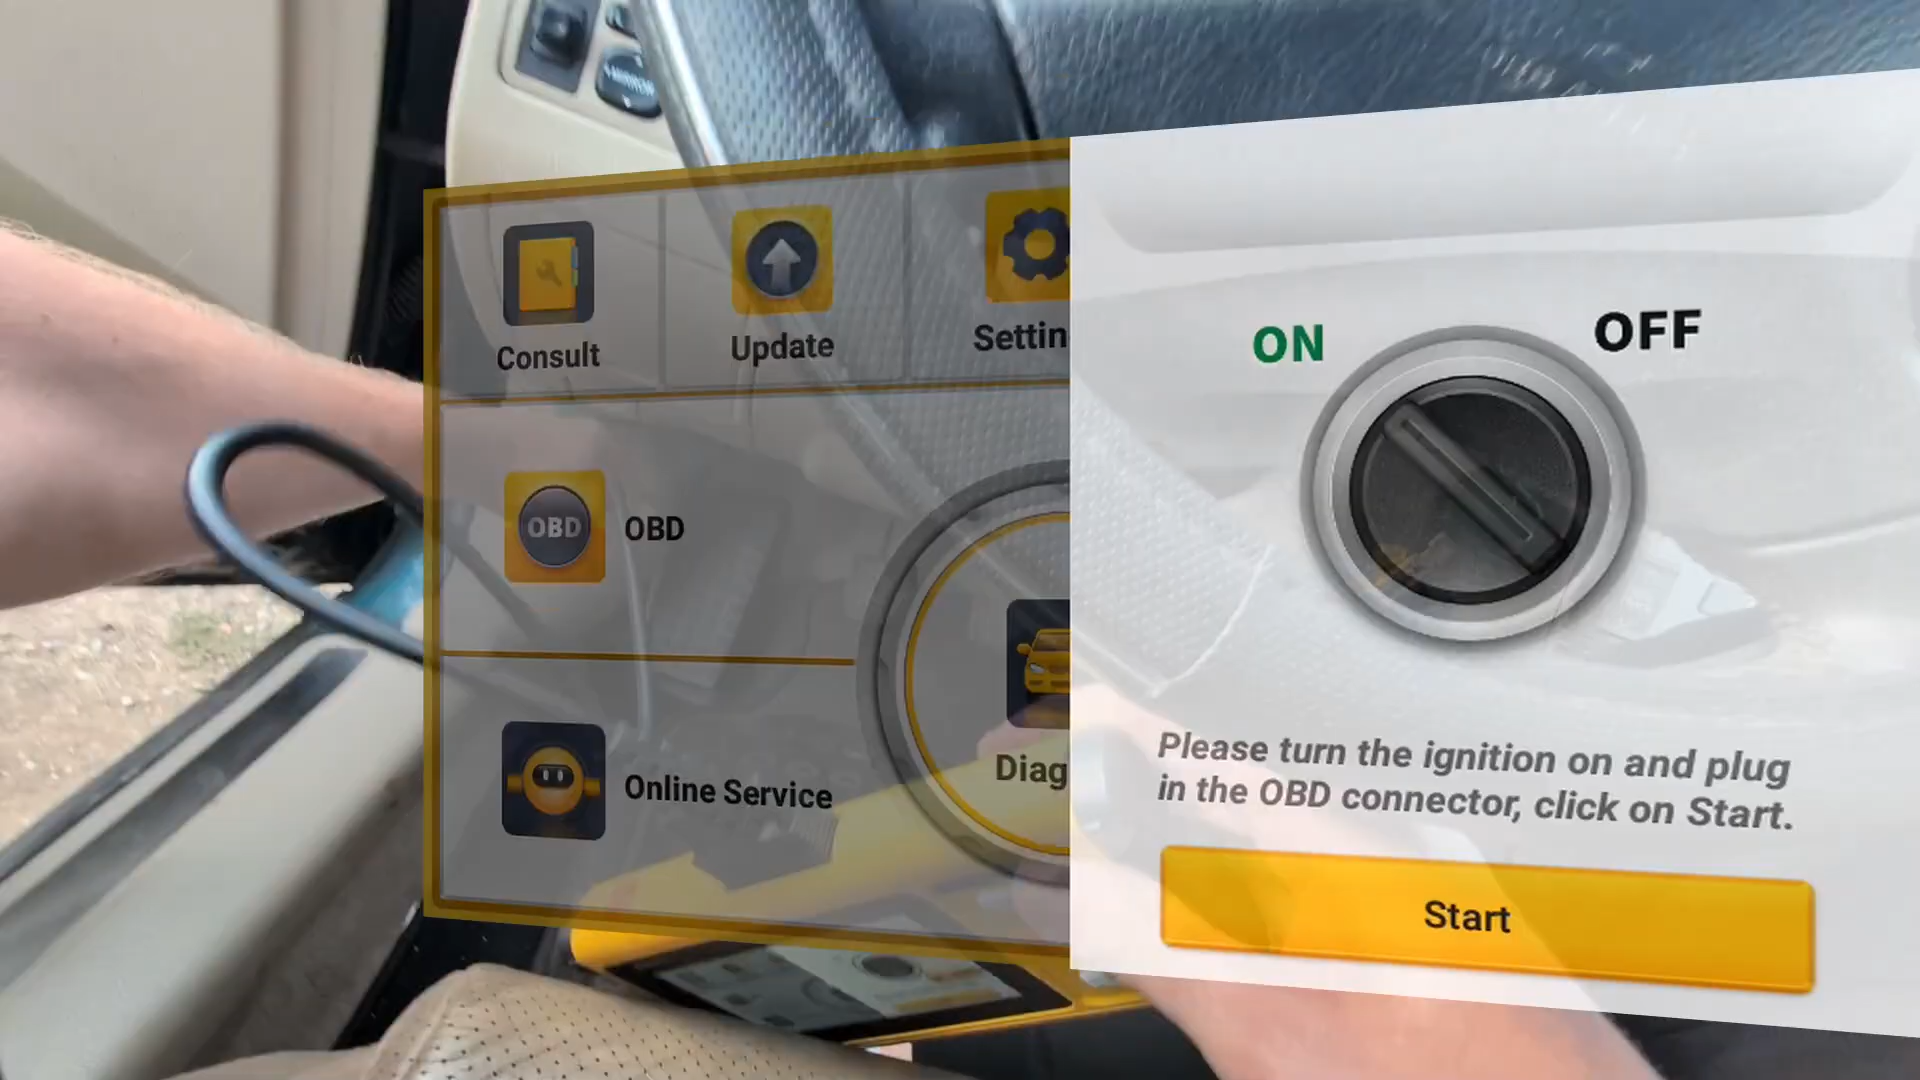 Consult
Update
Settin
OBD
OBD
Online Service
Diag
ON
OFF
Please turn the ignition on and plug
in the OBD connector, click on Start.
Start